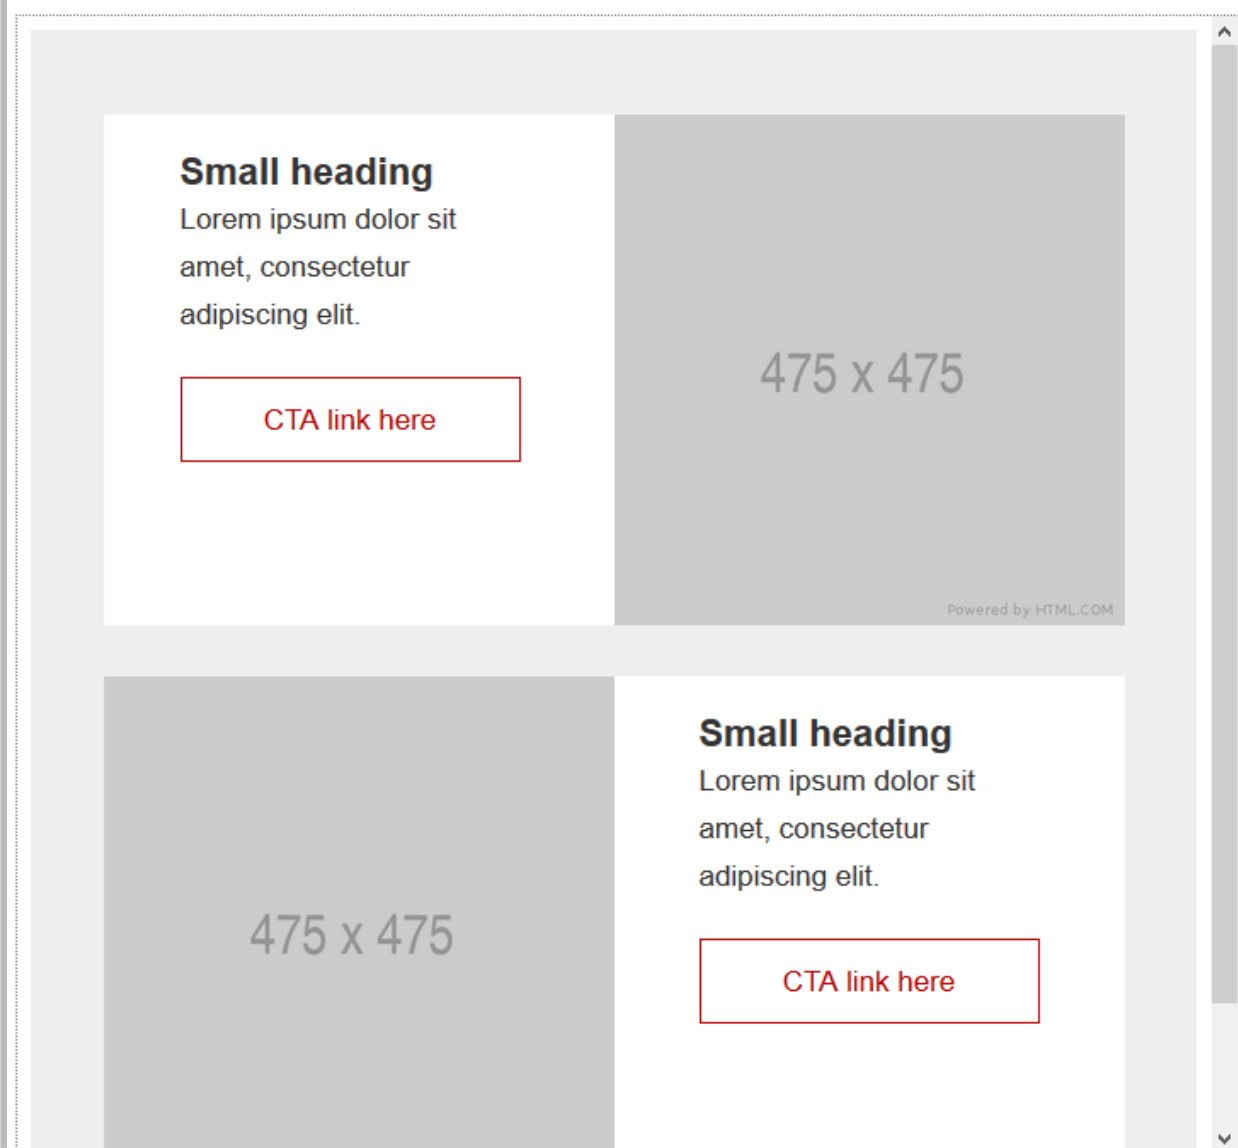 Small heading
Lorem ipsum dolor sit
amet, consectetur
adipiscing elit.
CTA link here
475 x 475
Powered by HTML.COM
475 x 475
Small heading
Lorem ipsum dolor sit
amet, consectetur
adipiscing elit.
CTA link here